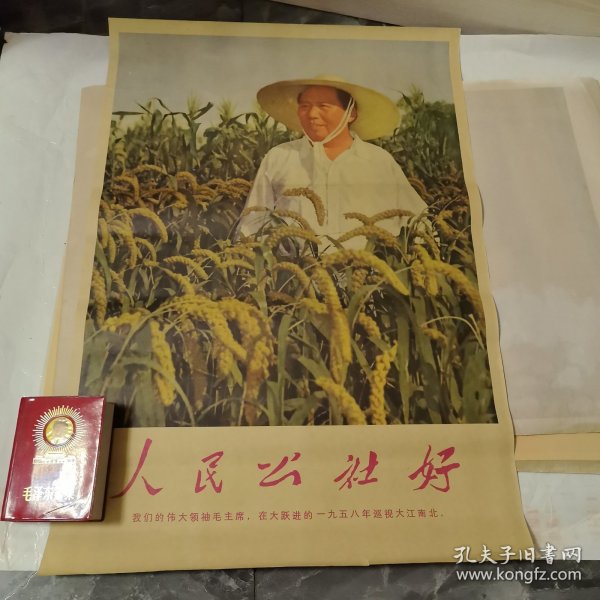 人民公社好
我们的伟大领袖毛主席，在大跃进的一九五八年巡视大江南北。
毛泽东
孔夫子旧书网
www.kongfz.com